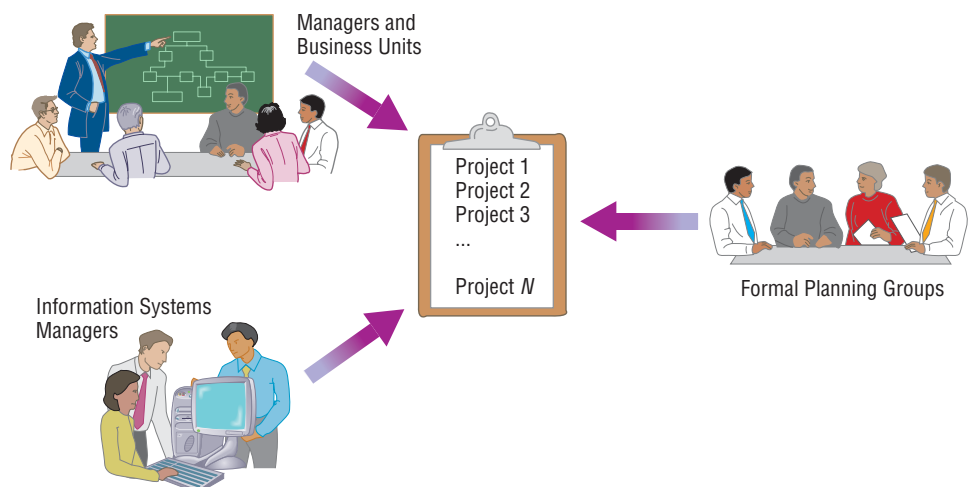 Managers and
Business Units
Project 1
Project 2
Project 3
...
Project N
Formal Planning Groups
Information Systems
Managers